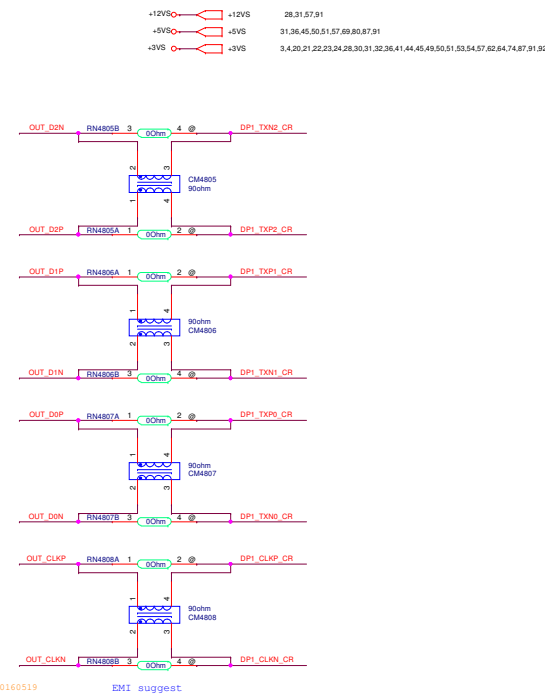 +12VS +12VS 28,31,57,91
+5VS +5VS 31,36,45,50,51,57,69,80,87,91
+3VS +3VS 3,4,20,21,22,23,24,28,30,31,32,36,41,44,45,49,50,51,53,54,57,62,64,74,87,91,92
OUT_D2N RN4805B 3 0Ohm 4 @ DP1_TXN2_CR
2 3
CM4805
90ohm
1 4
OUT_D2P RN4805A 1 0Ohm 2 @ DP1_TXP2_CR
OUT_D1P RN4806A 1 0Ohm 2 @ DP1_TXP1_CR
1 4
90ohm
CM4806
2 3
OUT_D1N RN4806B 3 0Ohm 4 @ DP1_TXN1_CR
OUT_D0P RN4807A 1 0Ohm 2 @ DP1_TXP0_CR
1 4
90ohm
CM4807
2 3
OUT_D0N RN4807B 3 0Ohm 4 @ DP1_TXN0_CR
OUT_CLKP RN4808A 1 0Ohm 2 @ DP1_CLKP_CR
1 4
90ohm
CM4808
2 3
OUT_CLKN RN4808B 3 0Ohm 4 @ DP1_CLKN_CR
0160519 EMI suggest